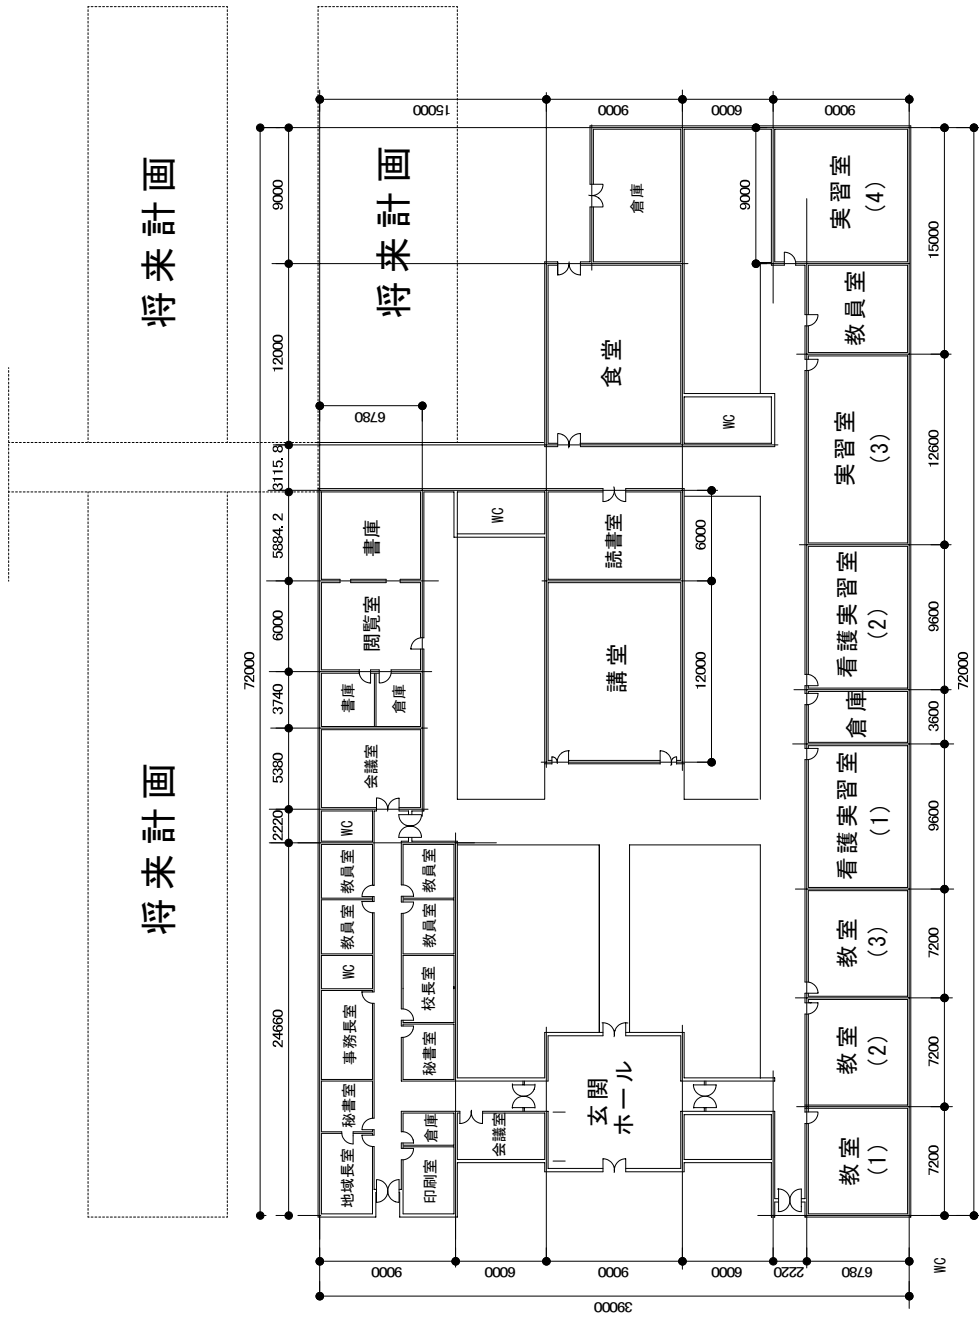 将来計画
将来計画
将来計画
72000
24660
2220
5380
3740
6000
5884.2
3115.8
12000
9000
6780
15000
9000
6000
9000
地域長室
秘書室
事務長室
WC
教員室
教員室
WC
会議室
書庫
倉庫
閲覧室
書庫
印刷室
倉庫
秘書室
校長室
教員室
教員室
会議室
WC
玄関
ホール
講堂
読書室
食堂
倉庫
12000
6000
WC
9000
教室
(1)
教室
(2)
教室
(3)
看護実習室
(1)
倉庫
看護実習室
(2)
実習室
(3)
教員室
実習室
(4)
7200
7200
7200
9600
3600
9600
12600
15000
72000
9000
6000
9000
6000
2220
6780
39000
WC